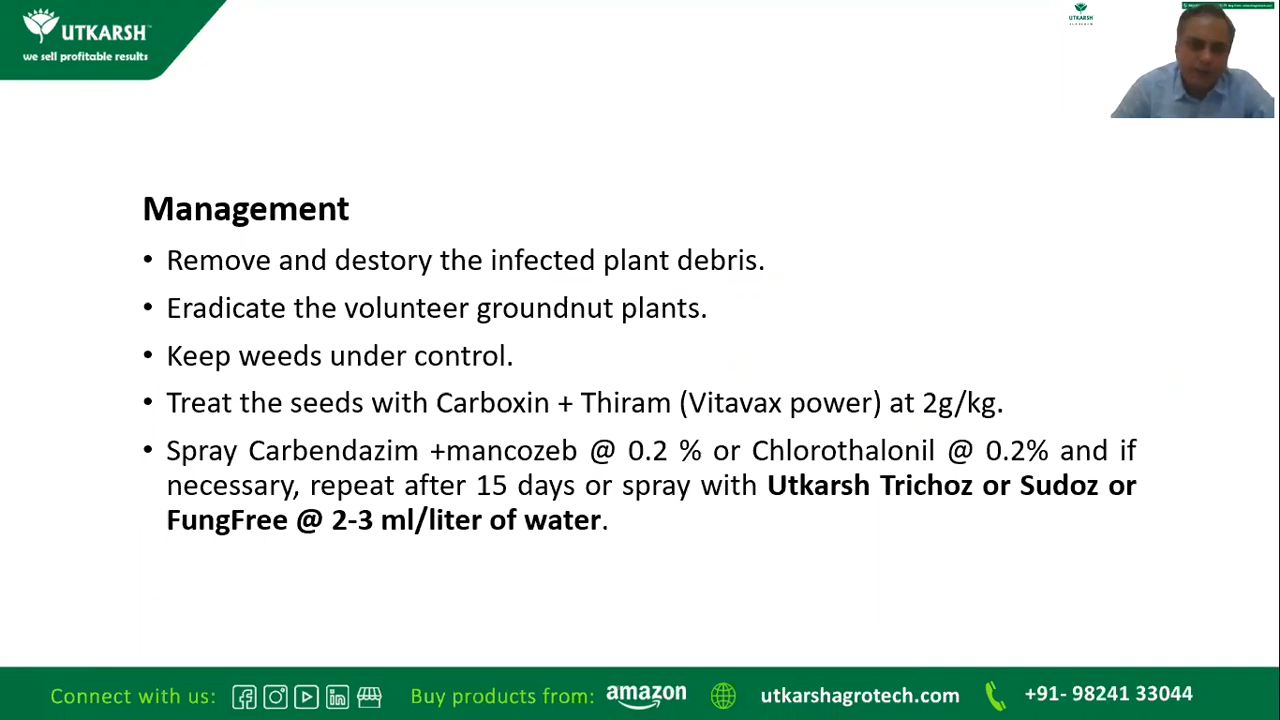 UTKARSH
we sell profitable results
UTKARSH
Management
• Remove and destory the infected plant debris.
• Eradicate the volunteer groundnut plants.
• Keep weeds under control.
• Treat the seeds with Carboxin + Thiram (Vitavax power) at 2g/kg.
• Spray Carbendazim +mancozeb @ 0.2 % or Chlorothalonil @ 0.2% and if
necessary, repeat after 15 days or spray with Utkarsh Trichoz or Sudoz or
FungFree @ 2-3 ml/liter of water.
Connect with us: Buy products from: amazon utkarshagrotech.com +91- 98241 33044